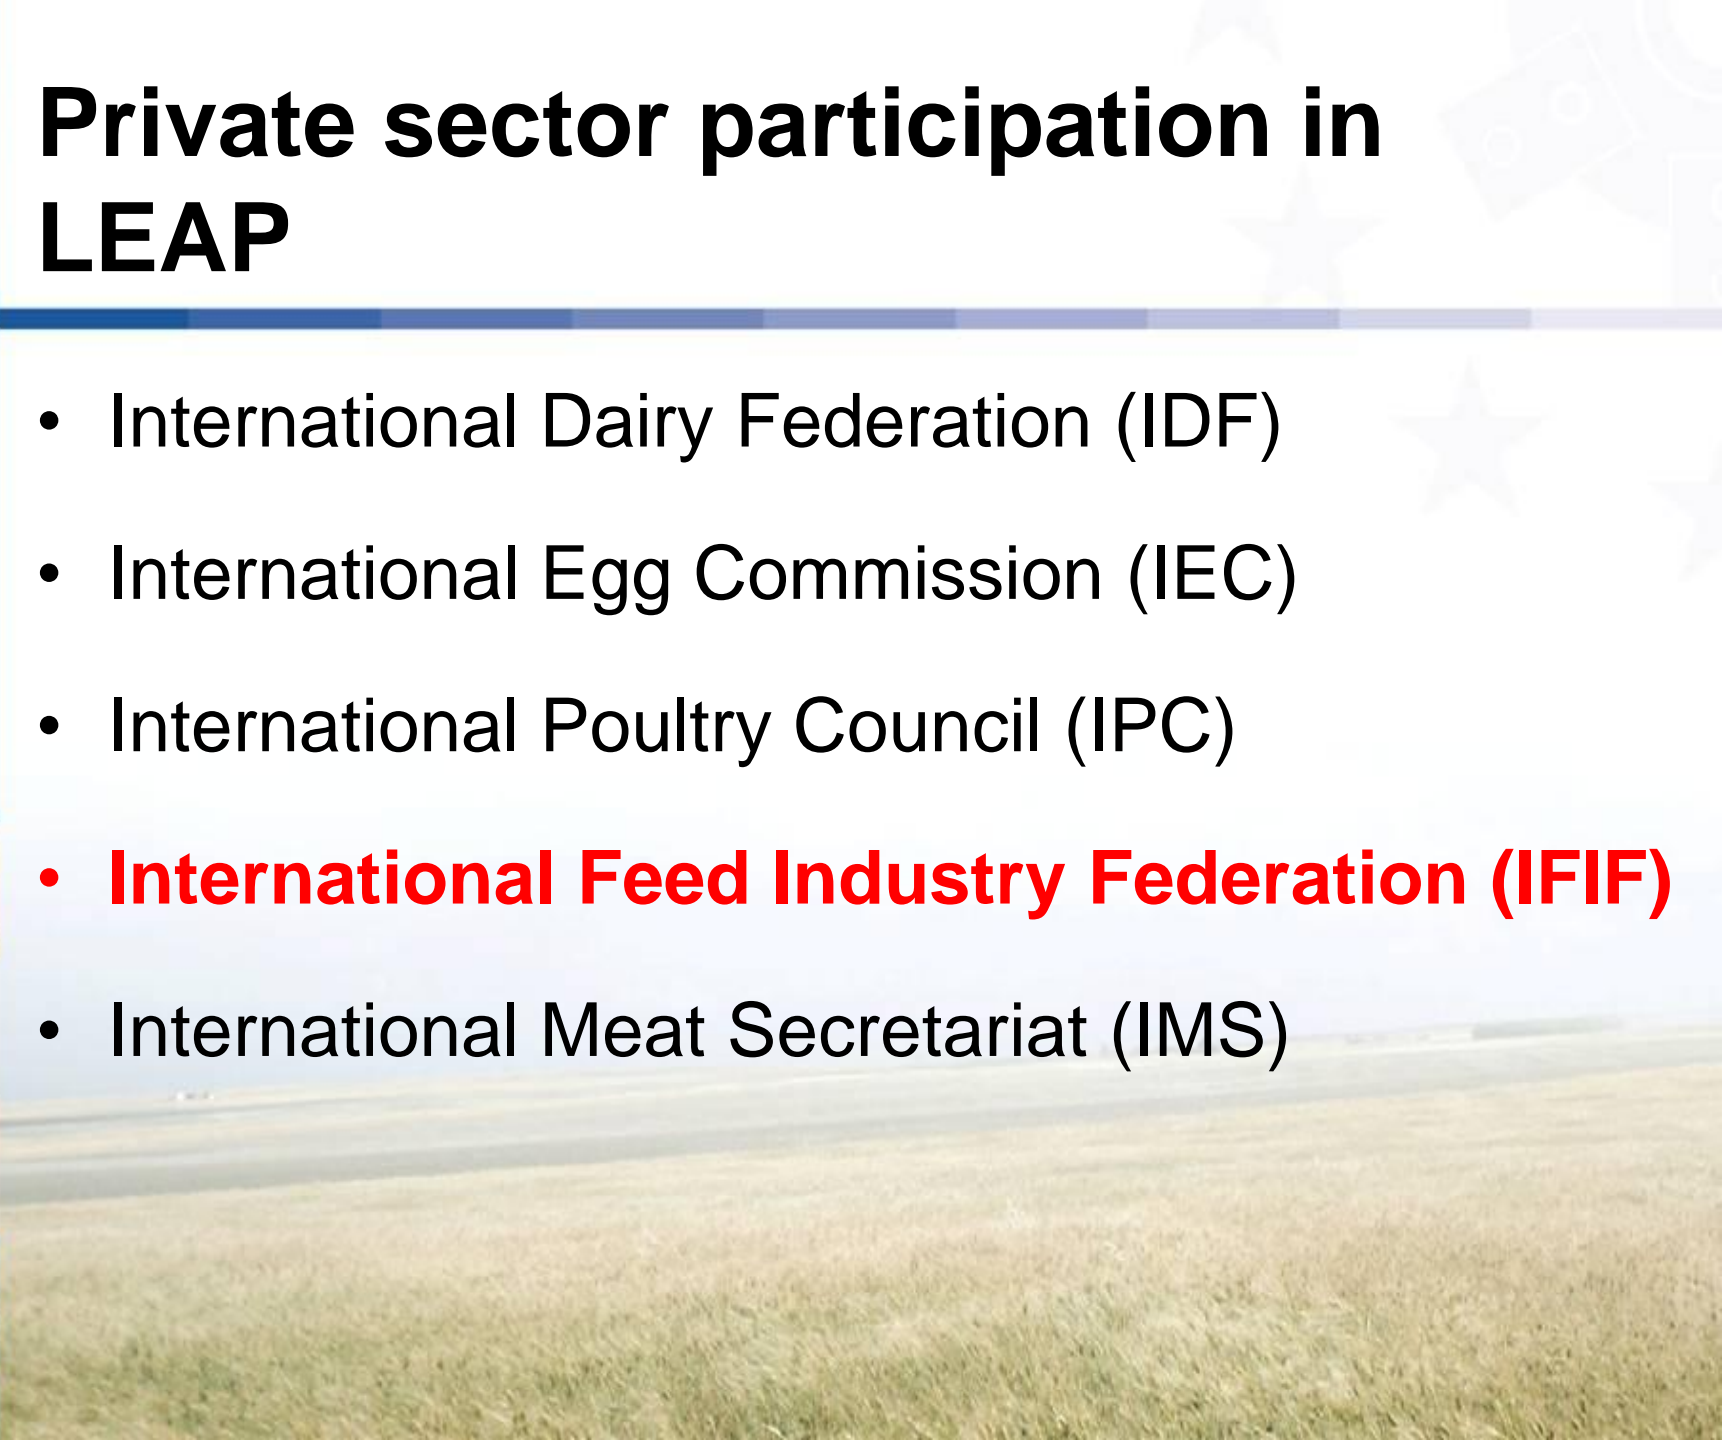 Private sector participation in
LEAP
• International Dairy Federation (IDF)
• International Egg Commission (IEC)
• International Poultry Council (IPC)
• International Feed Industry Federation (IFIF)
• International Meat Secretariat (IMS)